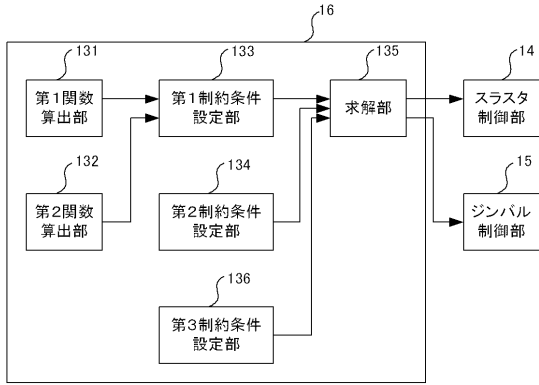 16
131
第1関数
算出部
133
第1制約条件
設定部
135
求解部
14
スラスタ
制御部
132
第2関数
算出部
134
第2制約条件
設定部
15
ジンバル
制御部
136
第3制約条件
設定部